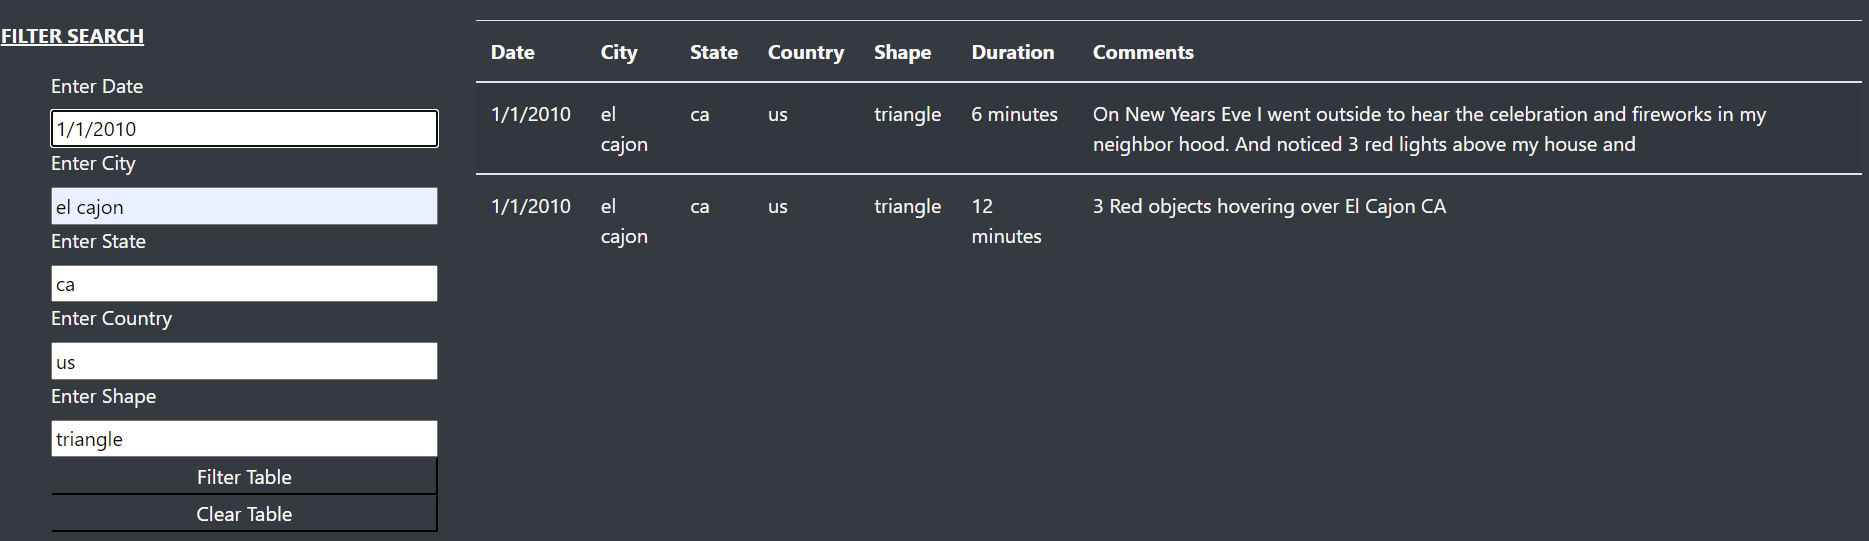 FILTER SEARCH
Enter Date
1/1/2010
Enter City
el cajon
Enter State
ca
Enter Country
us
Enter Shape
triangle
Filter Table
Clear Table
Date City State Country Shape Duration Comments
1/1/2010 el ca us triangle 6 minutes On New Years Eve I went outside to hear the celebration and fireworks in my
cajon neighbor hood. And noticed 3 red lights above my house and
1/1/2010 el ca us triangle 12 3 Red objects hovering over El Cajon CA
cajon minutes